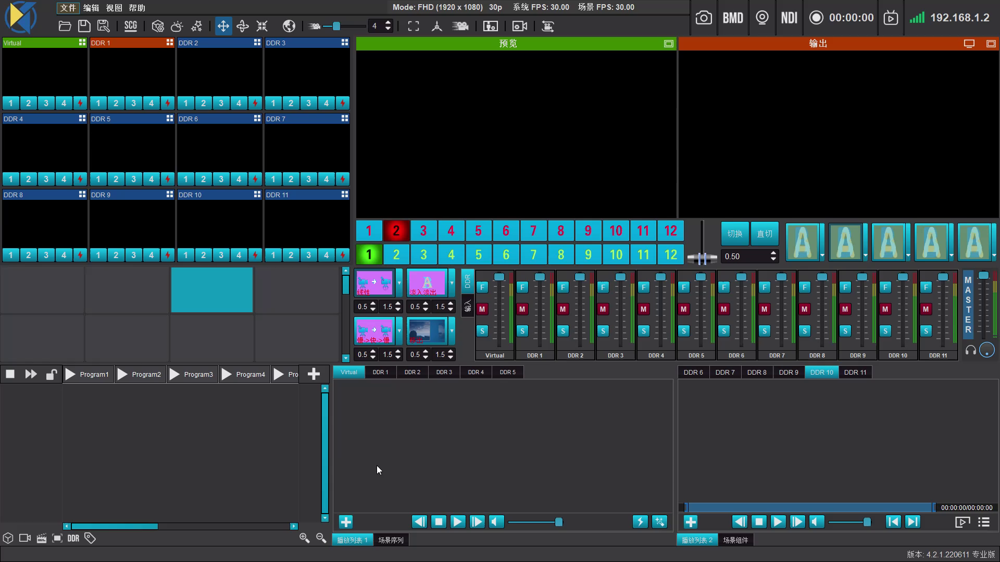 文件 编辑 视图 帮助
Mode: FHD (1920 x 1080) 30p 系统 FPS: 30.00 场景 FPS: 30.00
SCG 4 BMD NDI 00:00:00 192.168.1.2
Virtual DDR 1 DDR 2 DDR 3 预览 输出
1 2 3 4 1 2 3 4 1 2 3 4 1 2 3 4
DDR 4 DDR 5 DDR 6 DDR 7
1 2 3 4 1 2 3 4 1 2 3 4 1 2 3 4
DDR 8 DDR 9 DDR 10 DDR 11
1 2 3 4 1 2 3 4 1 2 3 4 1 2 3 4
1 2 3 4 5 6 7 8 9 10 11 12
切换 直切 A A A A A
1 2 3 4 5 6 7 8 9 10 11 12
0.50
线性 A 淡入淡出
0.5 1.5 0.5 1.5
慢->快->慢 移出
0.5 1.5 0.5 1.5
DDR
输入
F F F F F F F F F F F F
M M M M M M M M M M M M
S S S S S S S S S S S S
Virtual DDR 1 DDR 2 DDR 3 DDR 4 DDR 5 DDR 6 DDR 7 DDR 8 DDR 9 DDR 10 DDR 11
MASTER
Program1 Program2 Program3 Program4 Pro
Virtual DDR 1 DDR 2 DDR 3 DDR 4 DDR 5
DDR 6 DDR 7 DDR 8 DDR 9 DDR 10 DDR 11
00:00:00/00:00:00
DDR
播放列表 1 场景序列
播放列表 2 场景组件
版本: 4.2.1.220611 专业版